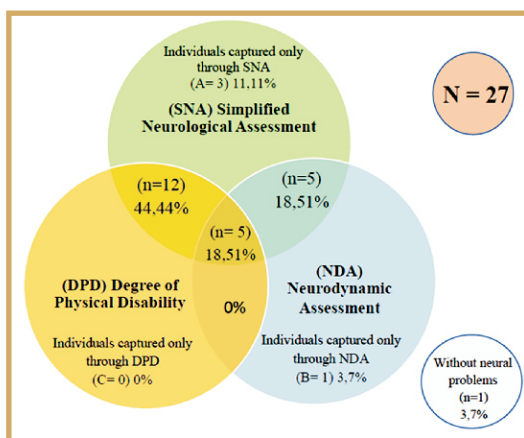 Individuals captured only
through SNA
(A= 3) 11,11%
(SNA) Simplified
Neurological Assessment
N = 27
(n=12)
44,44%
(n=5)
18,51%
(n= 5)
18,51%
0%
(DPD) Degree of
Physical Disability
Individuals captured only
through DPD
(C= 0) 0%
(NDA)
Neurodynamic
Assessment
Individuals captured only
through NDA
(B= 1) 3,7%
Without neural
problems
(n=1)
3,7%